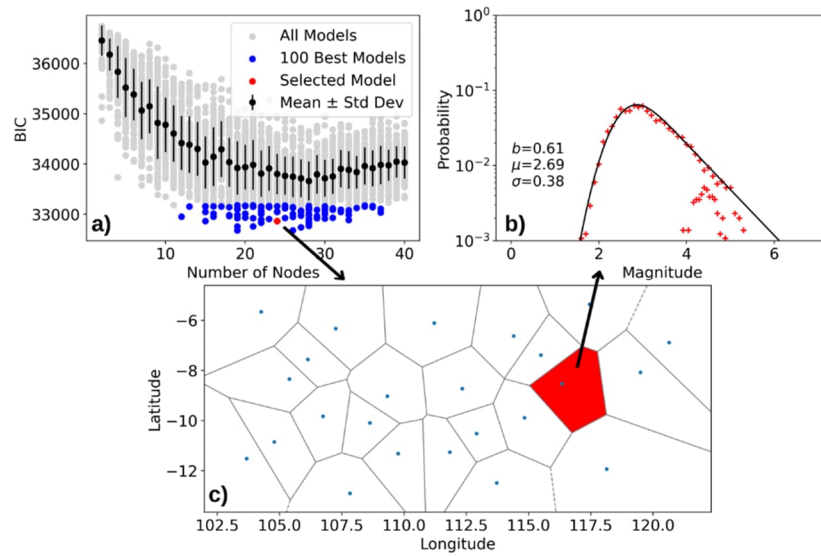 All Models
100 Best Models
Selected Model
Mean ± Std Dev
36000
35000
34000
33000
BIC
a)
10
20
30
40
Number of Nodes
10⁰
10⁻¹
10⁻²
10⁻³
Probability
b=0.61
μ=2.69
σ=0.38
b)
0
2
4
6
Magnitude
−6
−8
−10
−12
Latitude
c)
102.5 105.0 107.5 110.0 112.5 115.0 117.5 120.0
Longitude